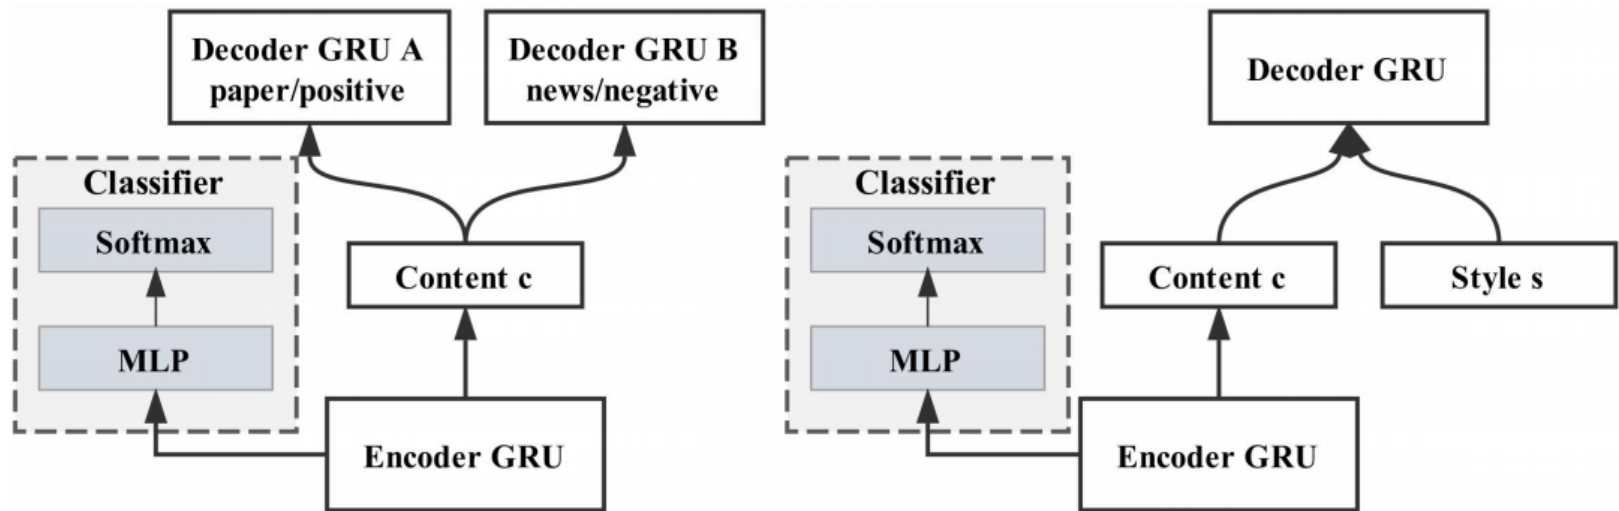 Decoder GRU A
paper/positive
Decoder GRU B
news/negative
Classifier
Softmax
MLP
Content c
Encoder GRU
Decoder GRU
Classifier
Softmax
MLP
Content c
Style s
Encoder GRU